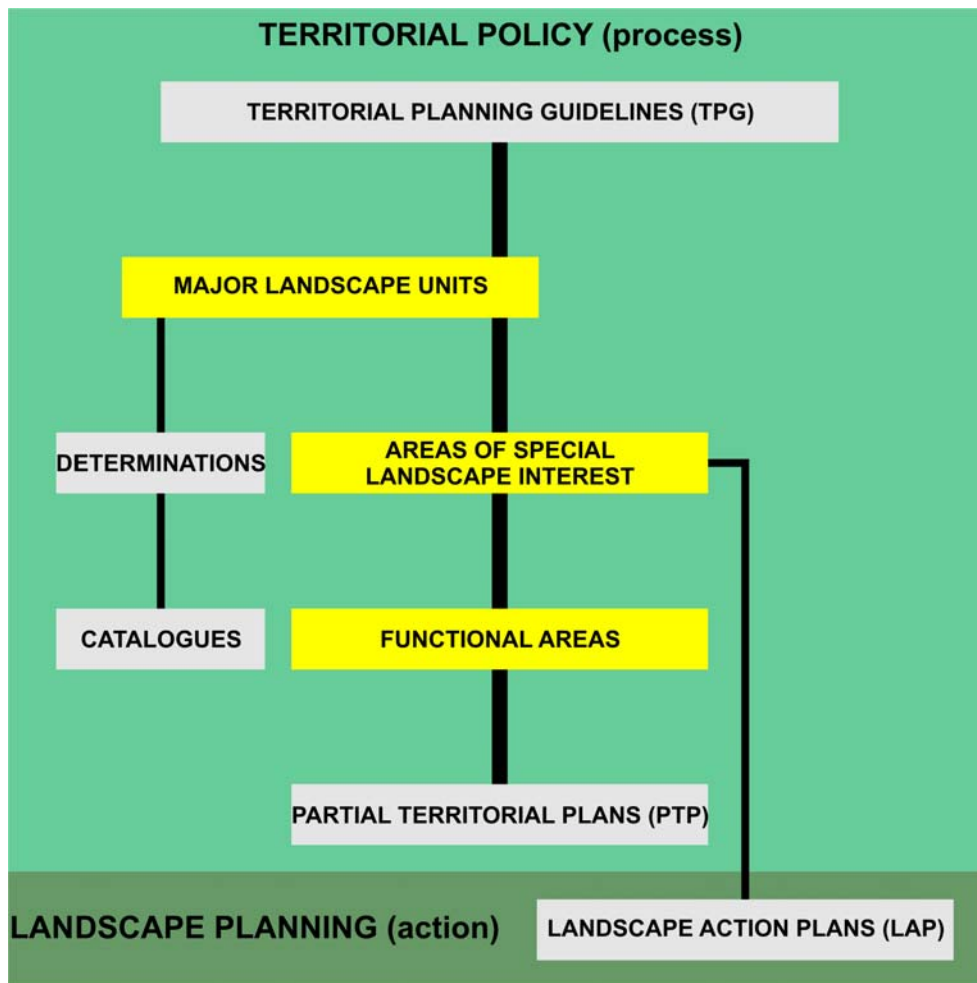 TERRITORIAL POLICY (process)
TERRITORIAL PLANNING GUIDELINES (TPG)
MAJOR LANDSCAPE UNITS
DETERMINATIONS
AREAS OF SPECIAL
LANDSCAPE INTEREST
CATALOGUES
FUNCTIONAL AREAS
PARTIAL TERRITORIAL PLANS (PTP)
LANDSCAPE PLANNING (action)
LANDSCAPE ACTION PLANS (LAP)